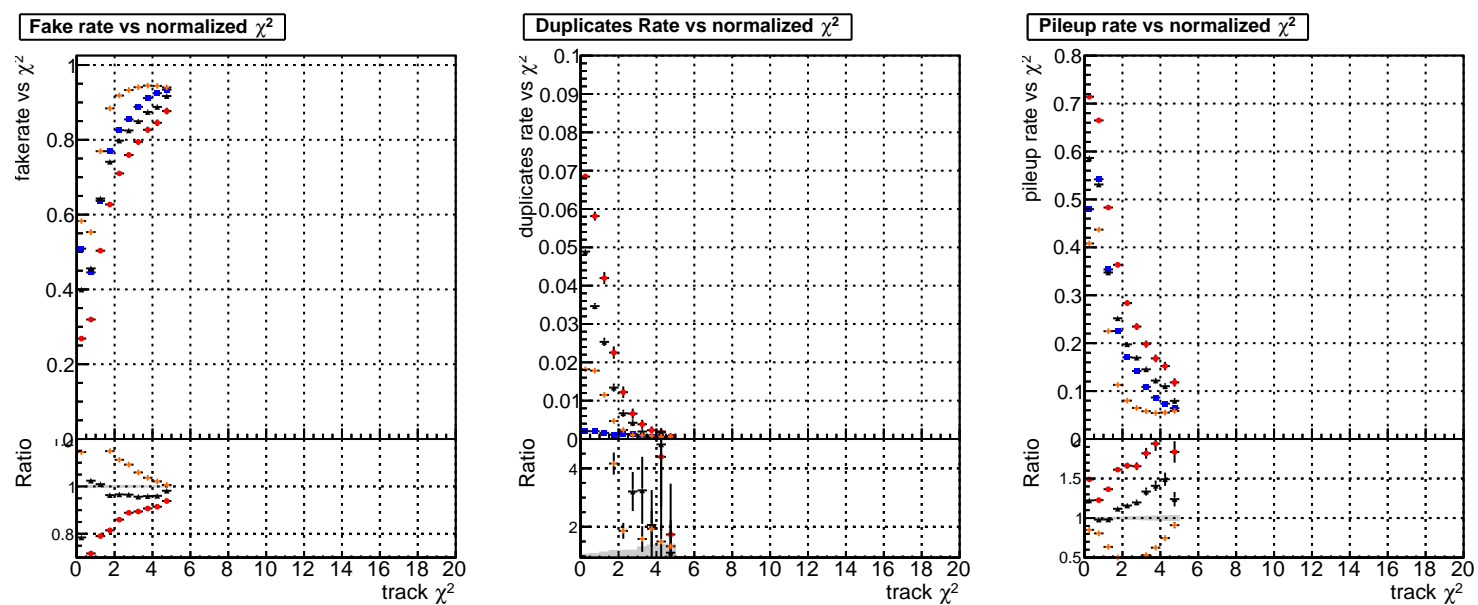 Fake rate vs normalized χ²
fakerate vs χ²
1
0.8
0.6
0.4
0.2
0
Ratio
1
0.8
0 2 4 6 8 10 12 14 16 18 20
track χ²
Duplicates Rate vs normalized χ²
duplicates rate vs χ²
0.1
0.09
0.08
0.07
0.06
0.05
0.04
0.03
0.02
0.01
0
Ratio
4
2
0 2 4 6 8 10 12 14 16 18 20
track χ²
Pileup rate vs normalized χ²
pileup rate vs χ²
0.8
0.7
0.6
0.5
0.4
0.3
0.2
0.1
Ratio
1.5
1
0.5
0 2 4 6 8 10 12 14 16 18 20
track χ²